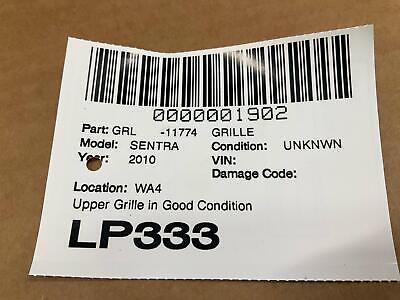 0000001902
Part: GRL -11774 GRILLE
Model: SENTRA Condition: UNKNWN
Year: 2010 VIN:
Damage Code:
Location: WA4
Upper Grille in Good Condition
LP333